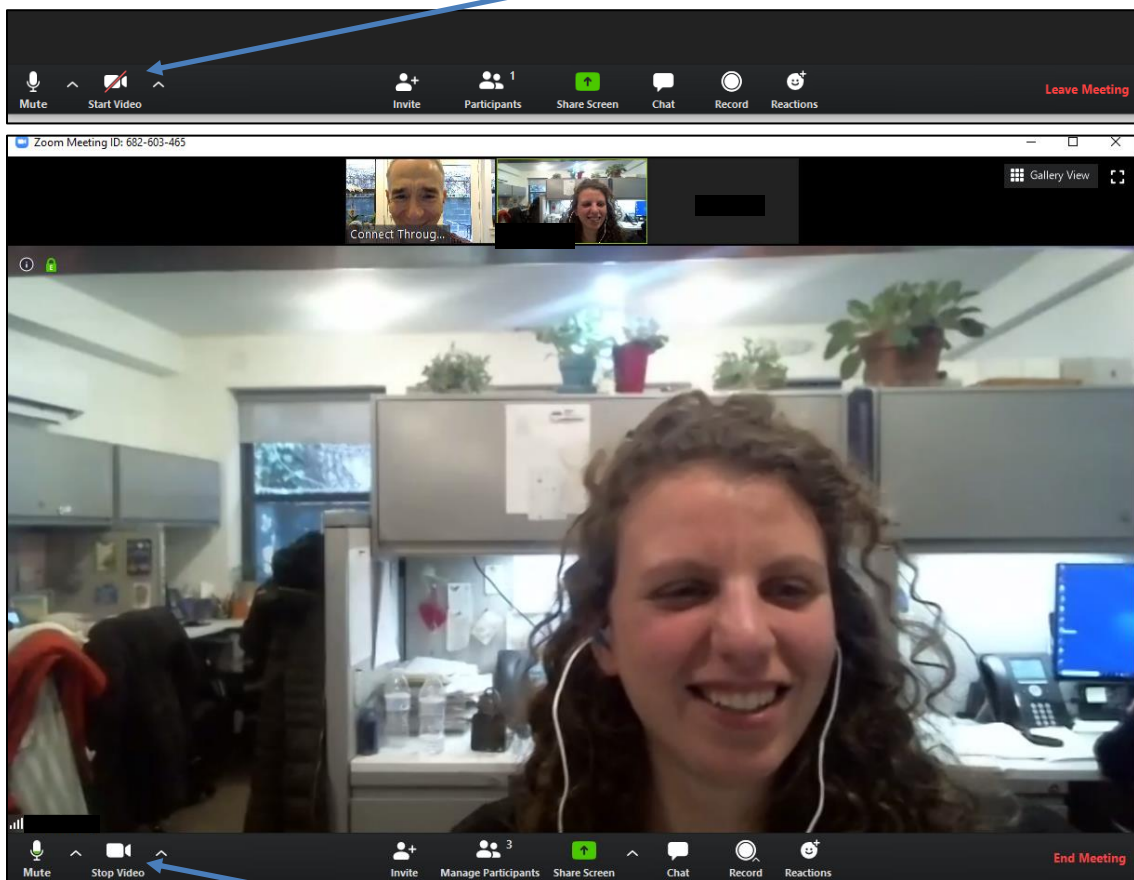 1
Mute Start Video Invite Participants Share Screen Chat Record Reactions Leave Meeting
Zoom Meeting ID: 682-603-465
Gallery View
Connect Throug...
3
Mute Stop Video Invite Manage Participants Share Screen Chat Record Reactions End Meeting